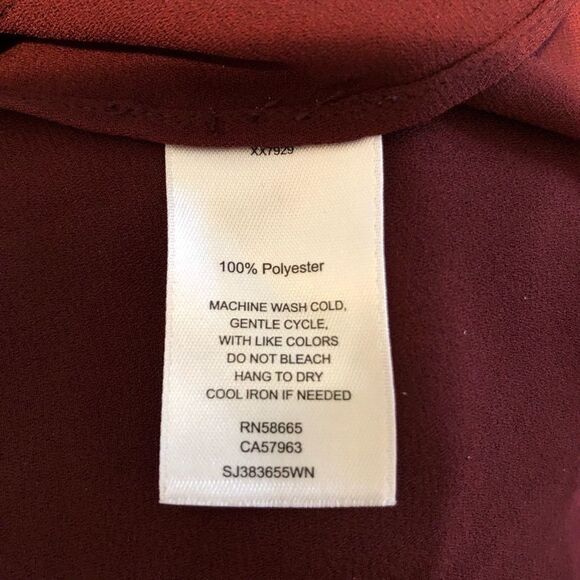 XX7929
100% Polyester
MACHINE WASH COLD,
GENTLE CYCLE,
WITH LIKE COLORS
DO NOT BLEACH
HANG TO DRY
COOL IRON IF NEEDED
RN58665
CA57963
SJ383655WN